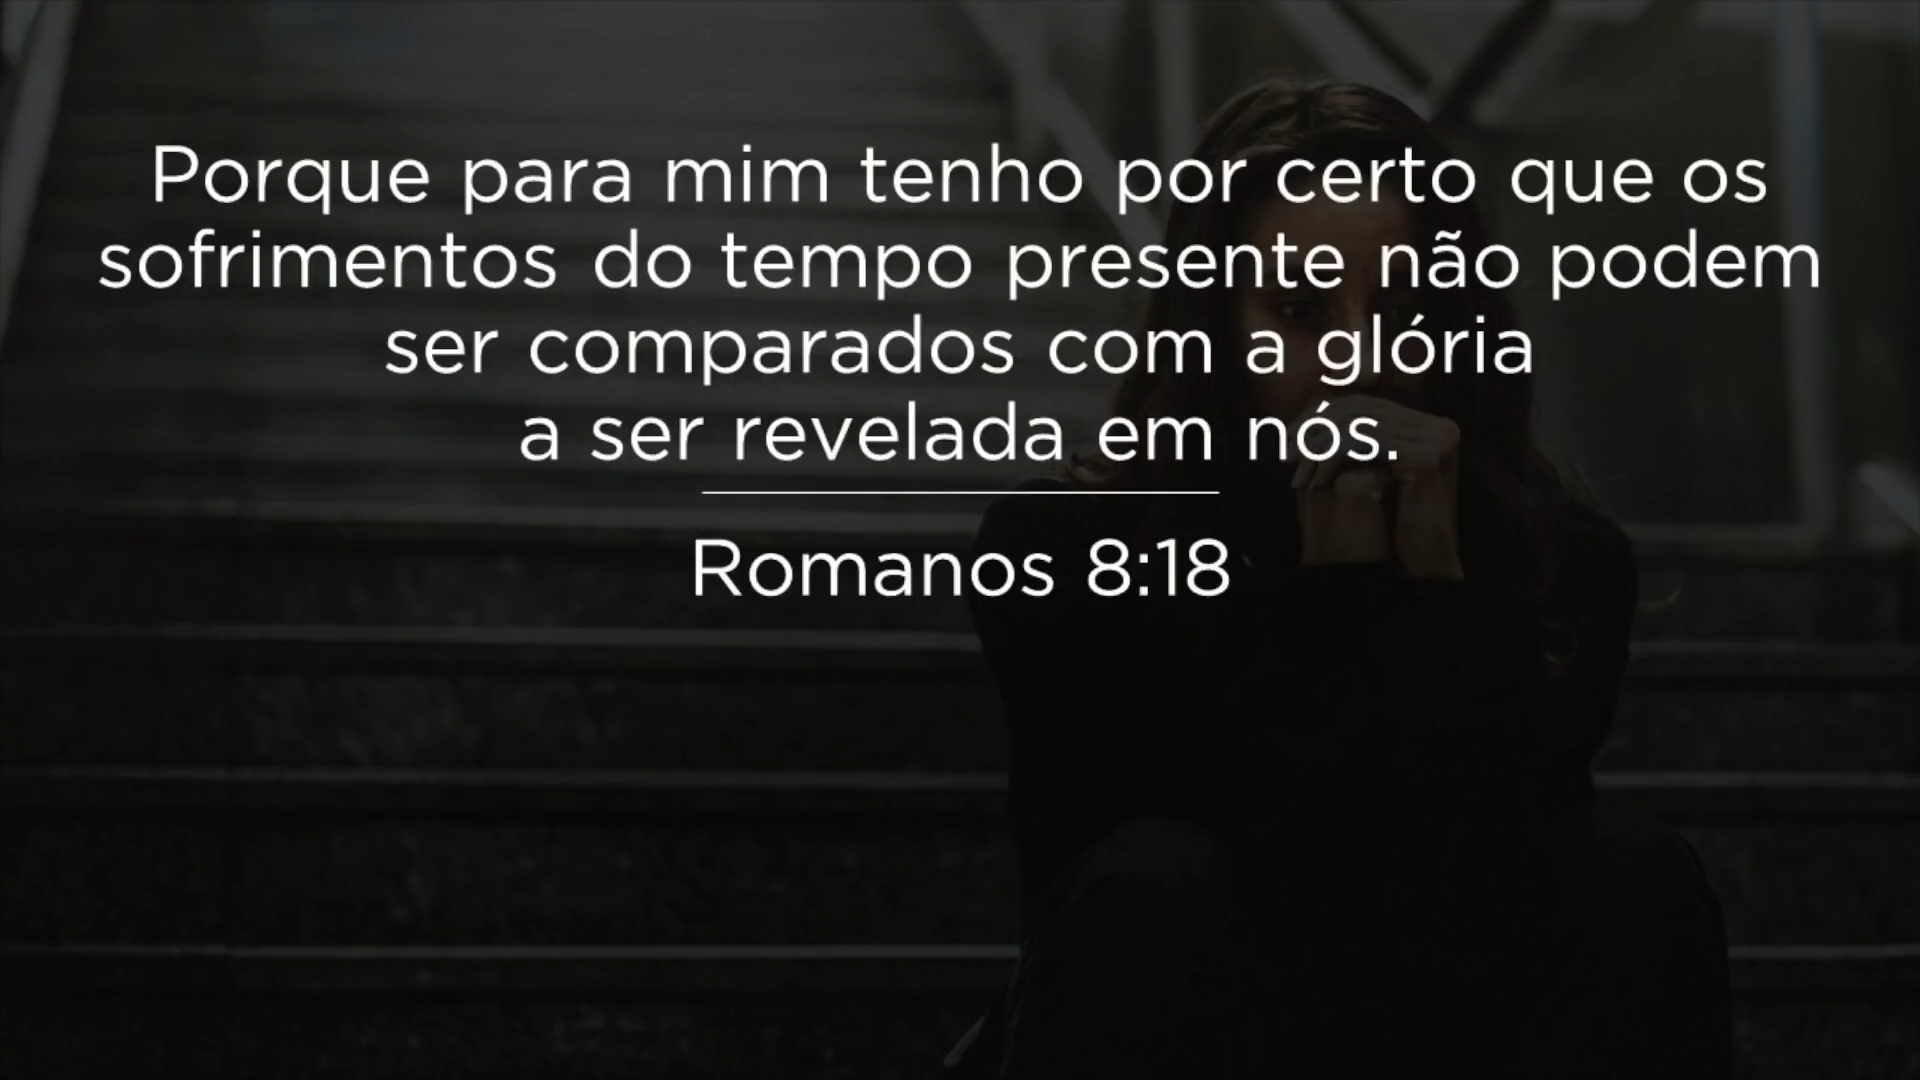 Porque para mim tenho por certo que os
sofrimentos do tempo presente não podem
ser comparados com a glória
a ser revelada em nós.
Romanos 8:18